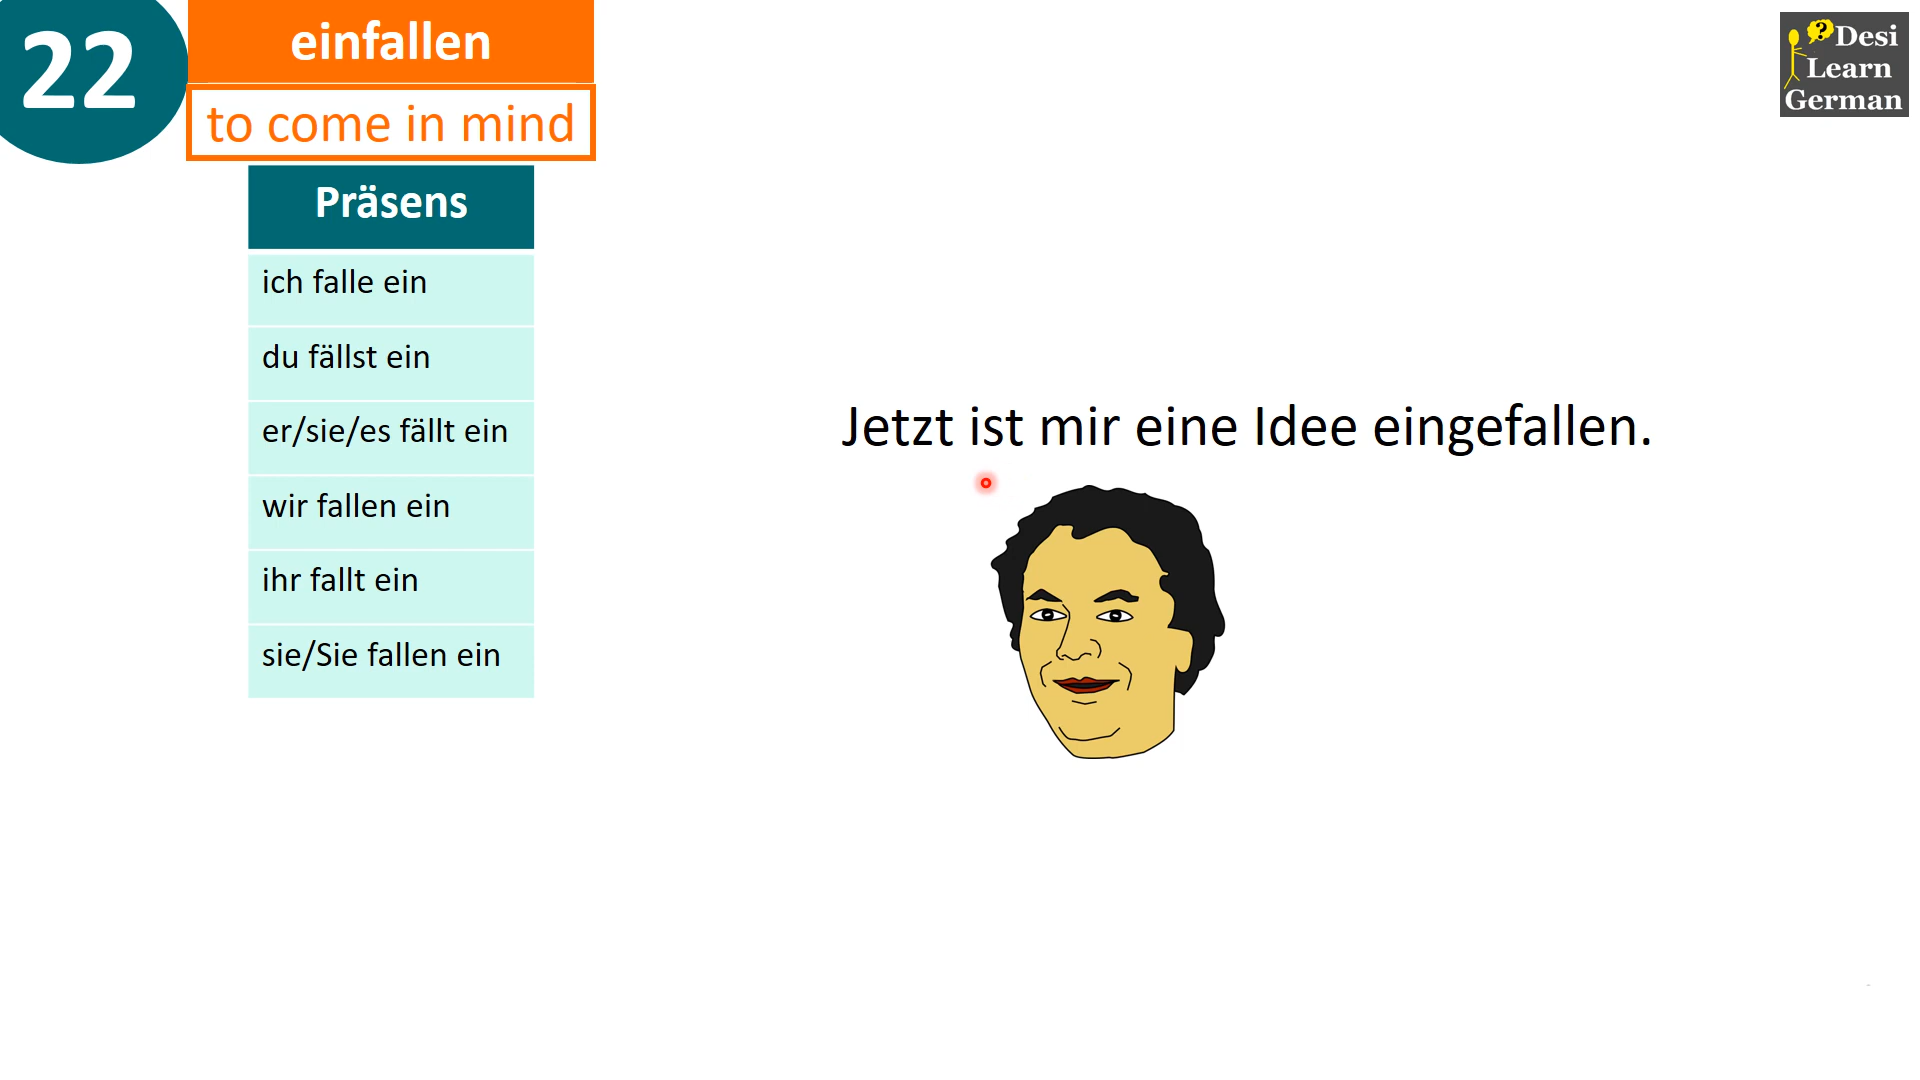 22
einfallen
to come in mind
Präsens
ich falle ein
du fällst ein
er/sie/es fällt ein
wir fallen ein
ihr fallt ein
sie/Sie fallen ein
Jetzt ist mir eine Idee eingefallen.
?
Desi
Learn
German